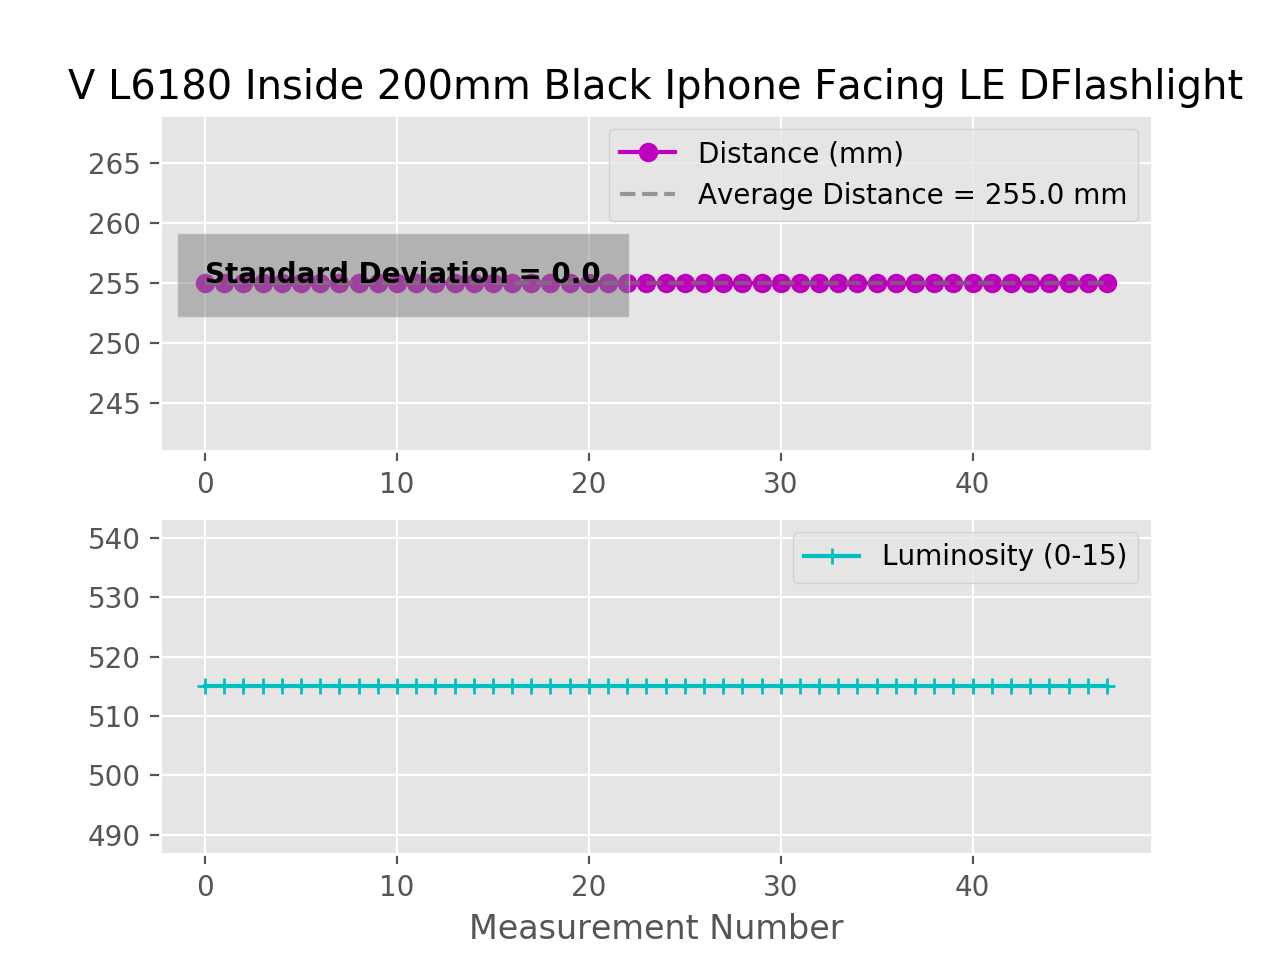 V L6180 Inside 200mm Black Iphone Facing LE DFlashlight
Distance (mm)
Average Distance = 255.0 mm
Standard Deviation = 0.0
265
260
255
250
245
0 10 20 30 40
Luminosity (0-15)
540
530
520
510
500
490
0 10 20 30 40
Measurement Number